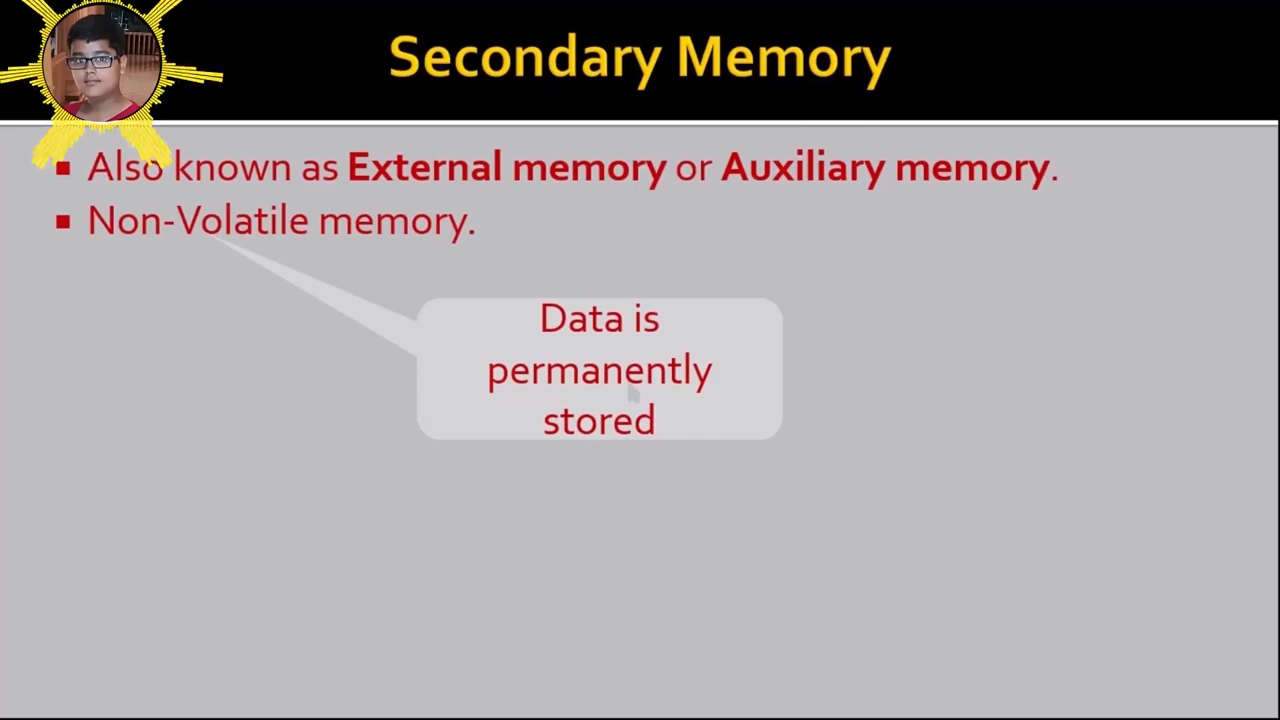 Secondary Memory
Also known as External memory or Auxiliary memory.
Non-Volatile memory.
Data is
permanently
stored